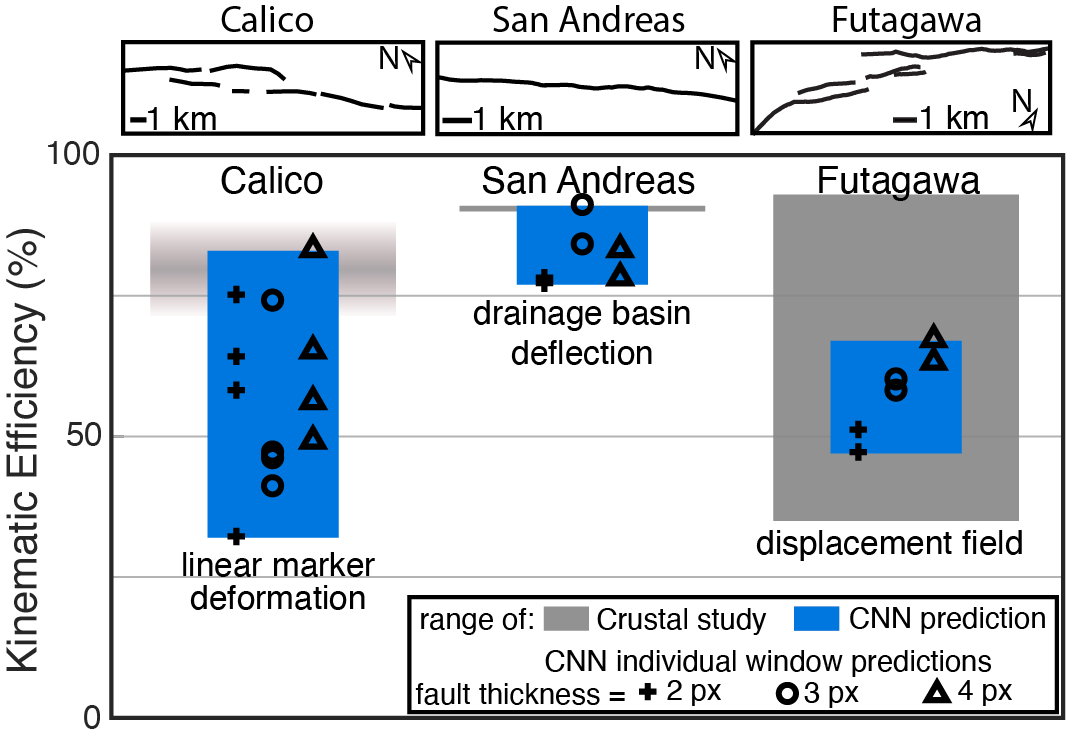 Calico
San Andreas
Futagawa
N
1 km
N
1 km
N
1 km
100
Calico
San Andreas
Futagawa
Kinematic Efficiency (%)
drainage basin
deflection
50
displacement field
linear marker
deformation
range of: Crustal study CNN prediction
CNN individual window predictions
fault thickness = 2 px 3 px 4 px
0